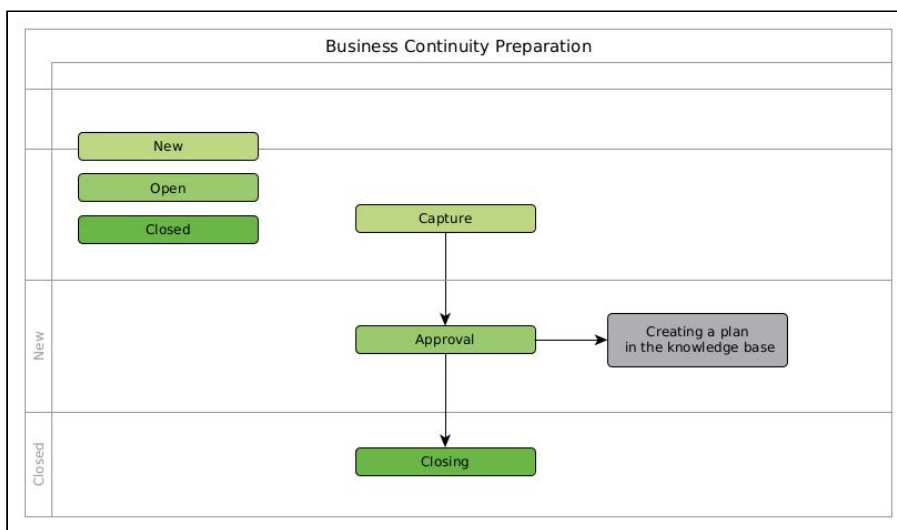 Business Continuity Preparation
New
Open
Closed
Capture
New
Approval
Creating a plan
in the knowledge base
Closed
Closing